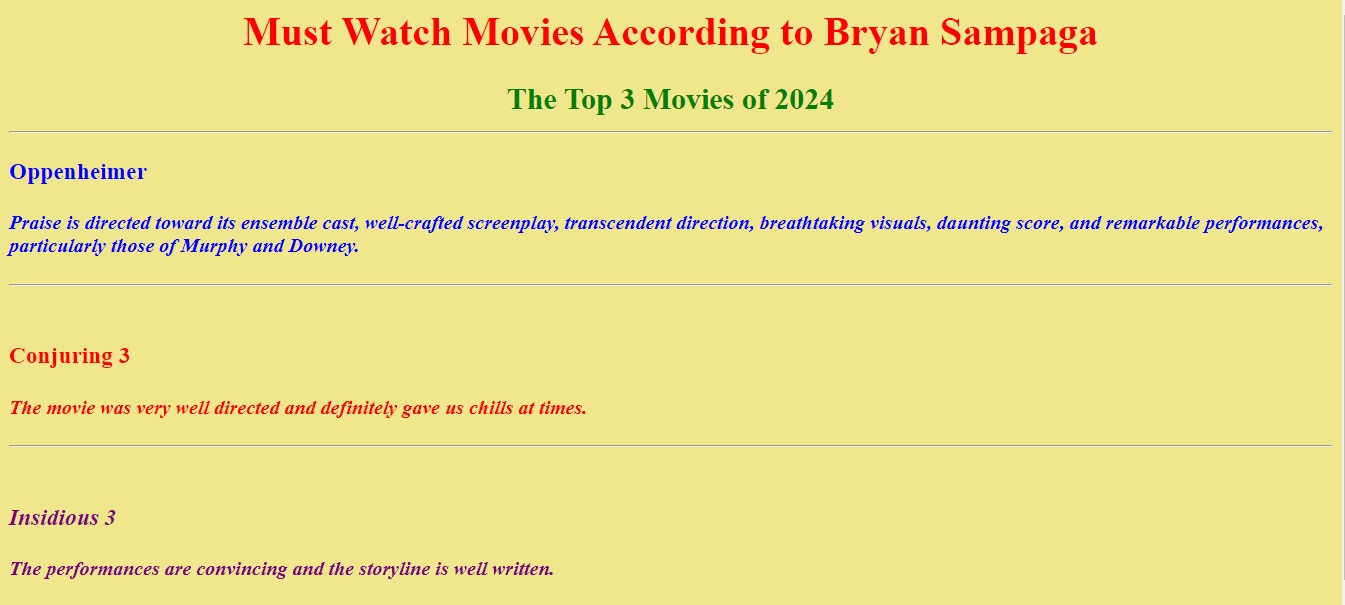 Must Watch Movies According to Bryan Sampaga
The Top 3 Movies of 2024
Oppenheimer
Praise is directed toward its ensemble cast, well-crafted screenplay, transcendent direction, breathtaking visuals, daunting score, and remarkable performances,
particularly those of Murphy and Downey.
Conjuring 3
The movie was very well directed and definitely gave us chills at times.
Insidious 3
The performances are convincing and the storyline is well written.